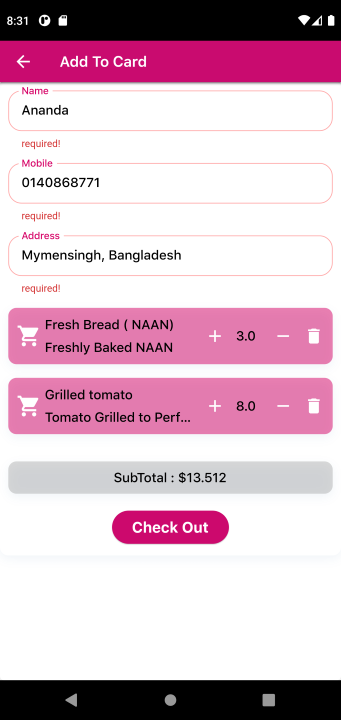 8:31
Add To Card
Name
Ananda
required!
Mobile
0140868771
required!
Address
Mymensingh, Bangladesh
required!
Fresh Bread ( NAAN)
Freshly Baked NAAN
+ 3.0 −
Grilled tomato
Tomato Grilled to Perf...
+ 8.0 −
SubTotal : $13.512
Check Out